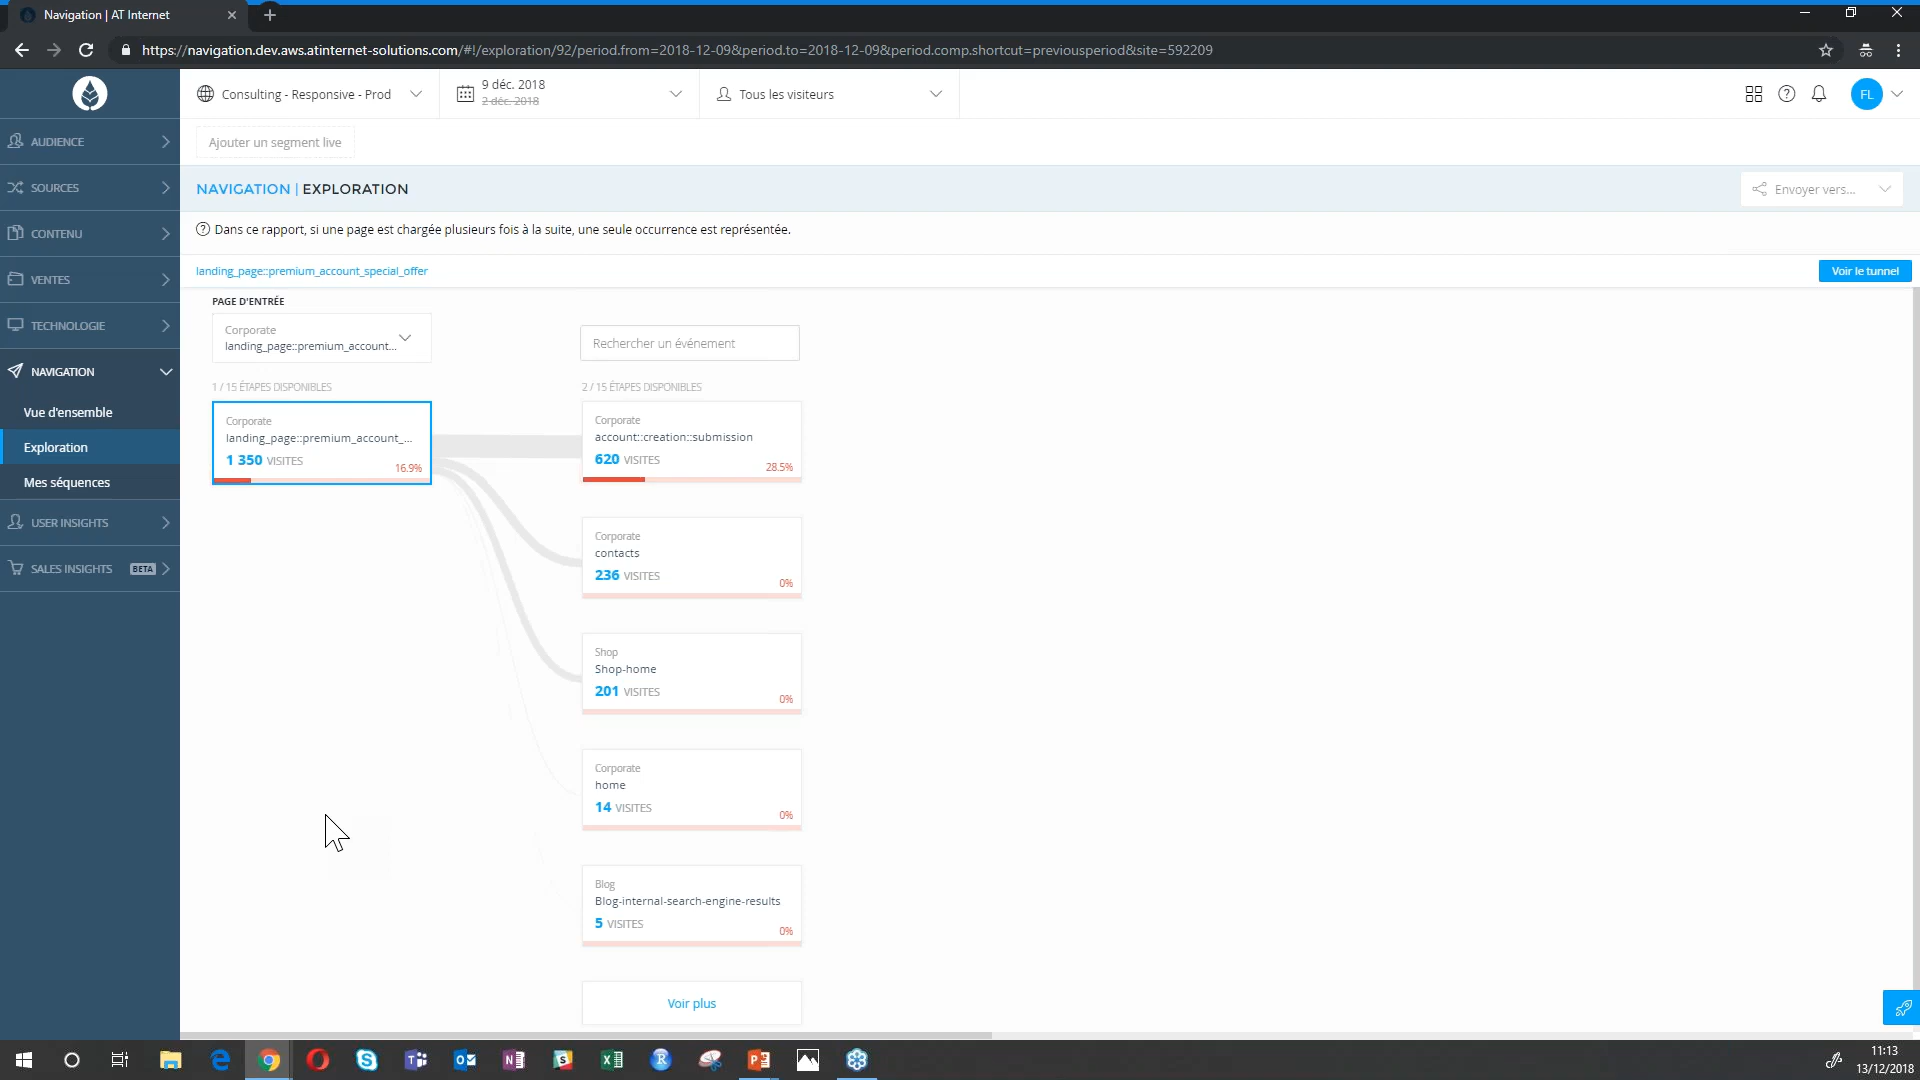 Navigation | AT Internet
https://navigation.dev.aws.atinternet-solutions.com/#!/exploration/92/period.from=2018-12-09&period.to=2018-12-09&period.comp.shortcut=previousperiod&site=592209
Consulting - Responsive - Prod
9 déc. 2018
2 déc. 2018
Tous les visiteurs
FL
AUDIENCE
SOURCES
CONTENU
VENTES
TECHNOLOGIE
NAVIGATION
Vue d'ensemble
Exploration
Mes séquences
USER INSIGHTS
SALES INSIGHTS BETA
Ajouter un segment live
NAVIGATION | EXPLORATION
Envoyer vers...
Dans ce rapport, si une page est chargée plusieurs fois à la suite, une seule occurrence est représentée.
landing_page::premium_account_special_offer
Voir le tunnel
PAGE D'ENTRÉE
Corporate
landing_page::premium_account...
Rechercher un événement
1 / 15 ÉTAPES DISPONIBLES
2 / 15 ÉTAPES DISPONIBLES
Corporate
landing_page::premium_account_...
1 350 VISITES
16.9%
Corporate
account::creation::submission
620 VISITES
28.5%
Corporate
contacts
236 VISITES
0%
Shop
Shop-home
201 VISITES
0%
Corporate
home
14 VISITES
0%
Blog
Blog-internal-search-engine-results
5 VISITES
0%
Voir plus
11:13
13/12/2018